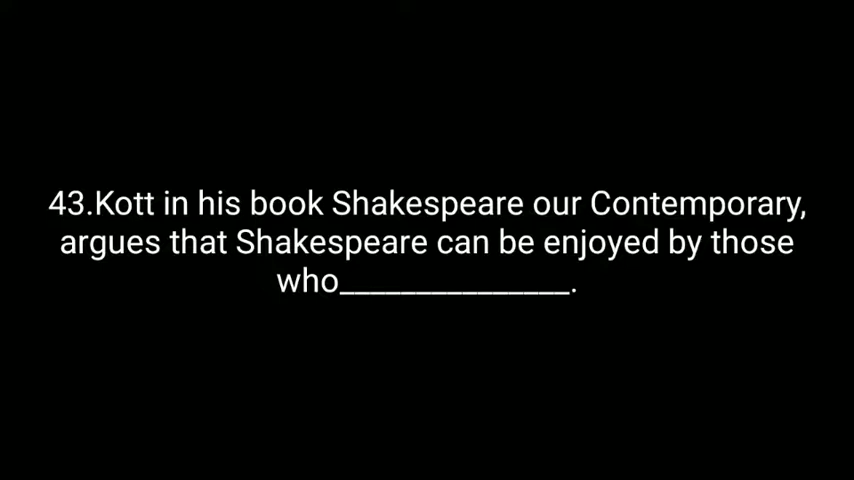 43.Kott in his book Shakespeare our Contemporary,
argues that Shakespeare can be enjoyed by those
who_______________.